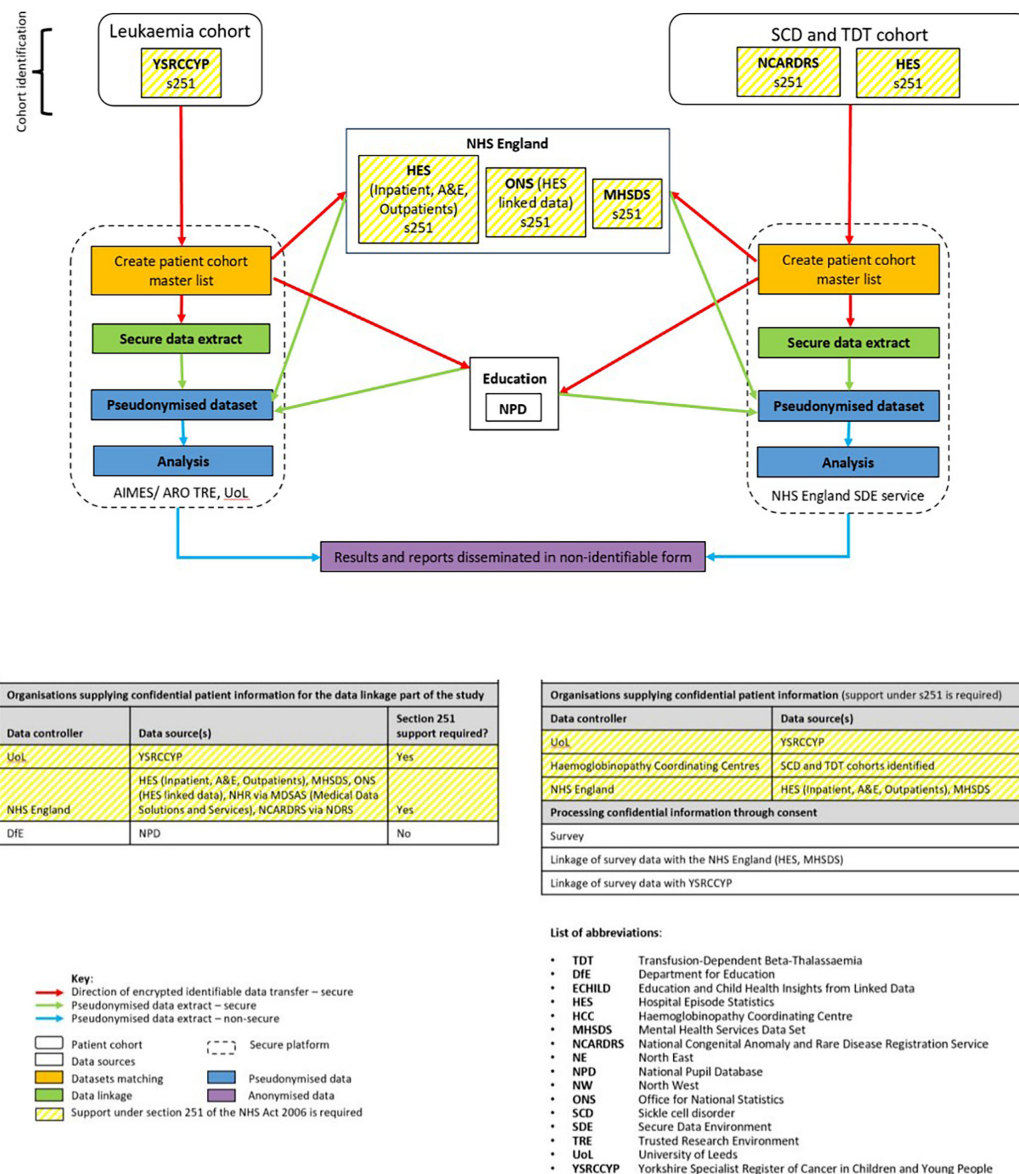 Cohort identification
Leukaemia cohort
YSRCCYP
s251
SCD and TDT cohort
NCARDRS
s251
HES
s251
NHS England
HES
(Inpatient, A&E,
Outpatients)
s251
ONS (HES
linked data)
s251
MHSDS
s251
Create patient cohort
master list
Secure data extract
Pseudonymised dataset
Analysis
AIMES/ ARO TRE, UoL
Education
NPD
Create patient cohort
master list
Secure data extract
Pseudonymised dataset
Analysis
NHS England SDE service
Results and reports disseminated in non-identifiable form
Organisations supplying confidential patient information for the data linkage part of the study
Data controller
Data source(s)
Section 251
support required?
UoL
YSRCCYP
Yes
NHS England
HES (Inpatient, A&E, Outpatients), MHSDS, ONS
(HES linked data), NHR via MDSAS (Medical Data
Solutions and Services), NCARDRS via NDRS
Yes
DfE
NPD
No
Organisations supplying confidential patient information (support under s251 is required)
Data controller
Data source(s)
UoL
YSRCCYP
Haemoglobinopathy Coordinating Centres
SCD and TDT cohorts identified
NHS England
HES (Inpatient, A&E, Outpatients), MHSDS
Processing confidential information through consent
Survey
Linkage of survey data with the NHS England (HES, MHSDS)
Linkage of survey data with YSRCCYP
Key:
Direction of encrypted identifiable data transfer – secure
Pseudonymised data extract – secure
Pseudonymised data extract – non-secure
Patient cohort
Secure platform
Data sources
Datasets matching
Pseudonymised data
Data linkage
Anonymised data
Support under section 251 of the NHS Act 2006 is required
List of abbreviations:
• TDT Transfusion-Dependent Beta-Thalassaemia
• DfE Department for Education
• ECHILD Education and Child Health Insights from Linked Data
• HES Hospital Episode Statistics
• HCC Haemoglobinopathy Coordinating Centre
• MHSDS Mental Health Services Data Set
• NCARDRS National Congenital Anomaly and Rare Disease Registration Service
• NE North East
• NPD National Pupil Database
• NW North West
• ONS Office for National Statistics
• SCD Sickle cell disorder
• SDE Secure Data Environment
• TRE Trusted Research Environment
• UoL University of Leeds
• YSRCCYP Yorkshire Specialist Register of Cancer in Children and Young People